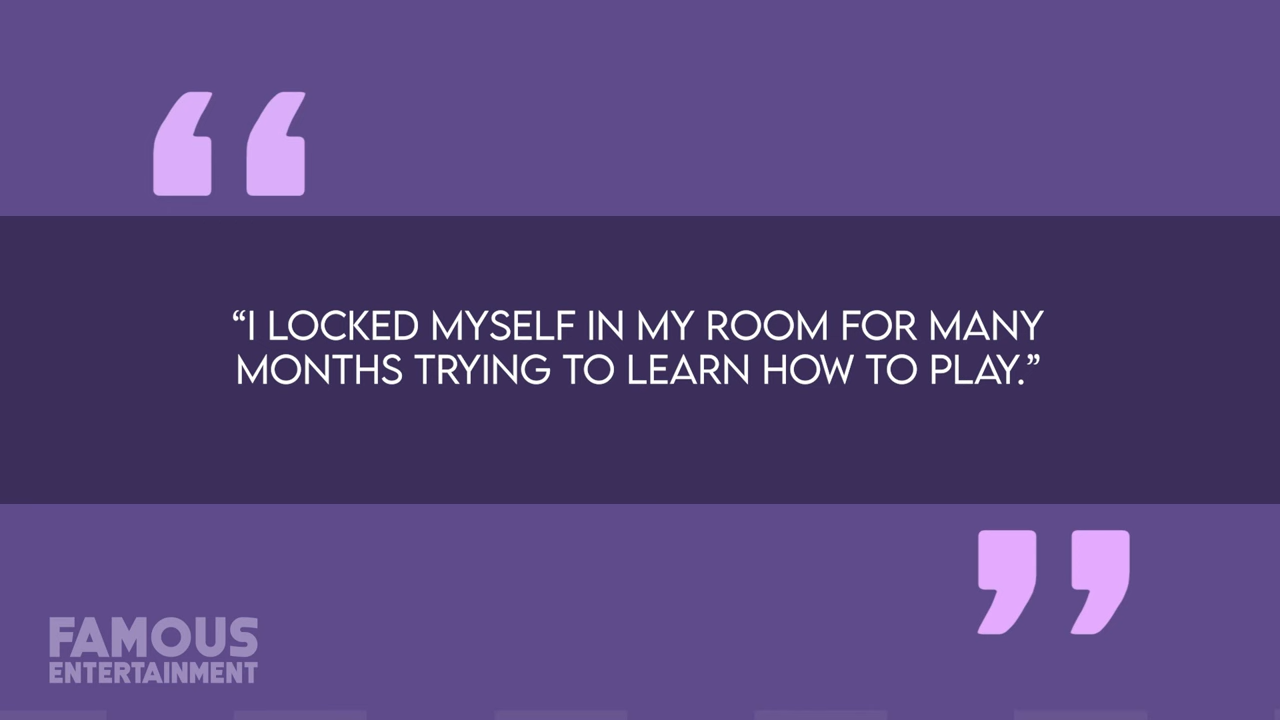 “I LOCKED MYSELF IN MY ROOM FOR MANY
MONTHS TRYING TO LEARN HOW TO PLAY.”
FAMOUS
ENTERTAINMENT